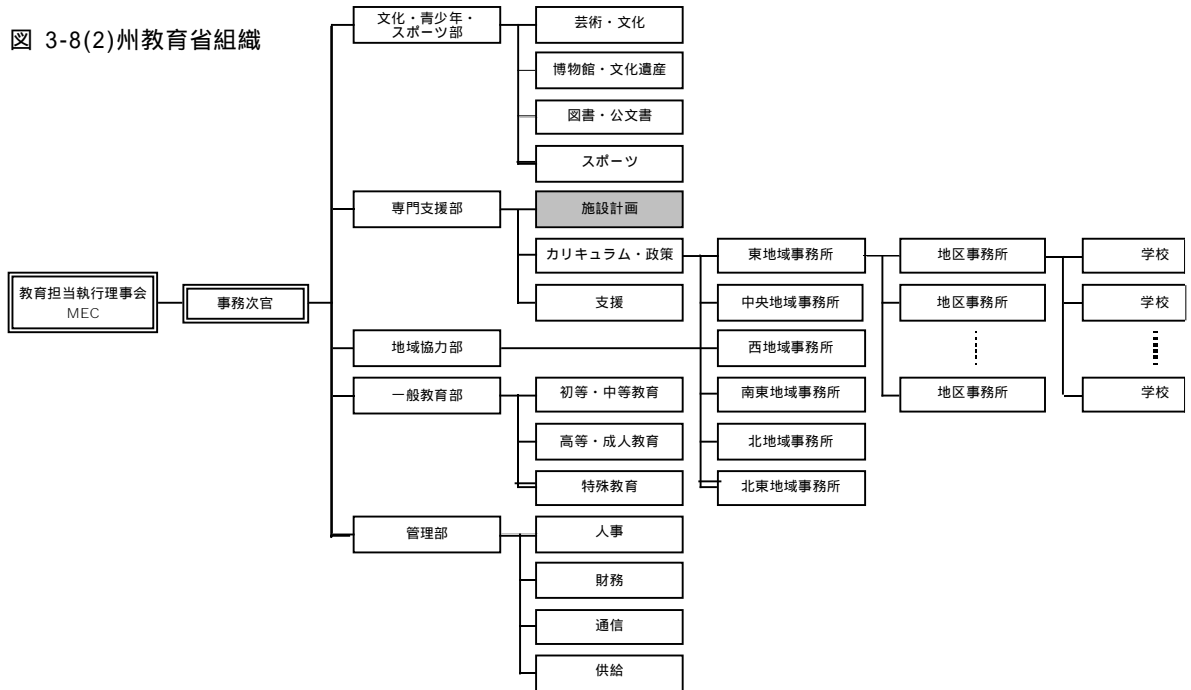 図 3-8(2)州教育省組織
文化・青少年・
スポーツ部
芸術・文化
博物館・文化遺産
図書・公文書
スポーツ
専門支援部
施設計画
カリキュラム・政策
東地域事務所
地区事務所
学校
教育担当執行理事会
MEC
事務次官
支援
中央地域事務所
地区事務所
学校
地域協力部
西地域事務所
一般教育部
初等・中等教育
南東地域事務所
地区事務所
学校
高等・成人教育
北地域事務所
特殊教育
北東地域事務所
管理部
人事
財務
通信
供給